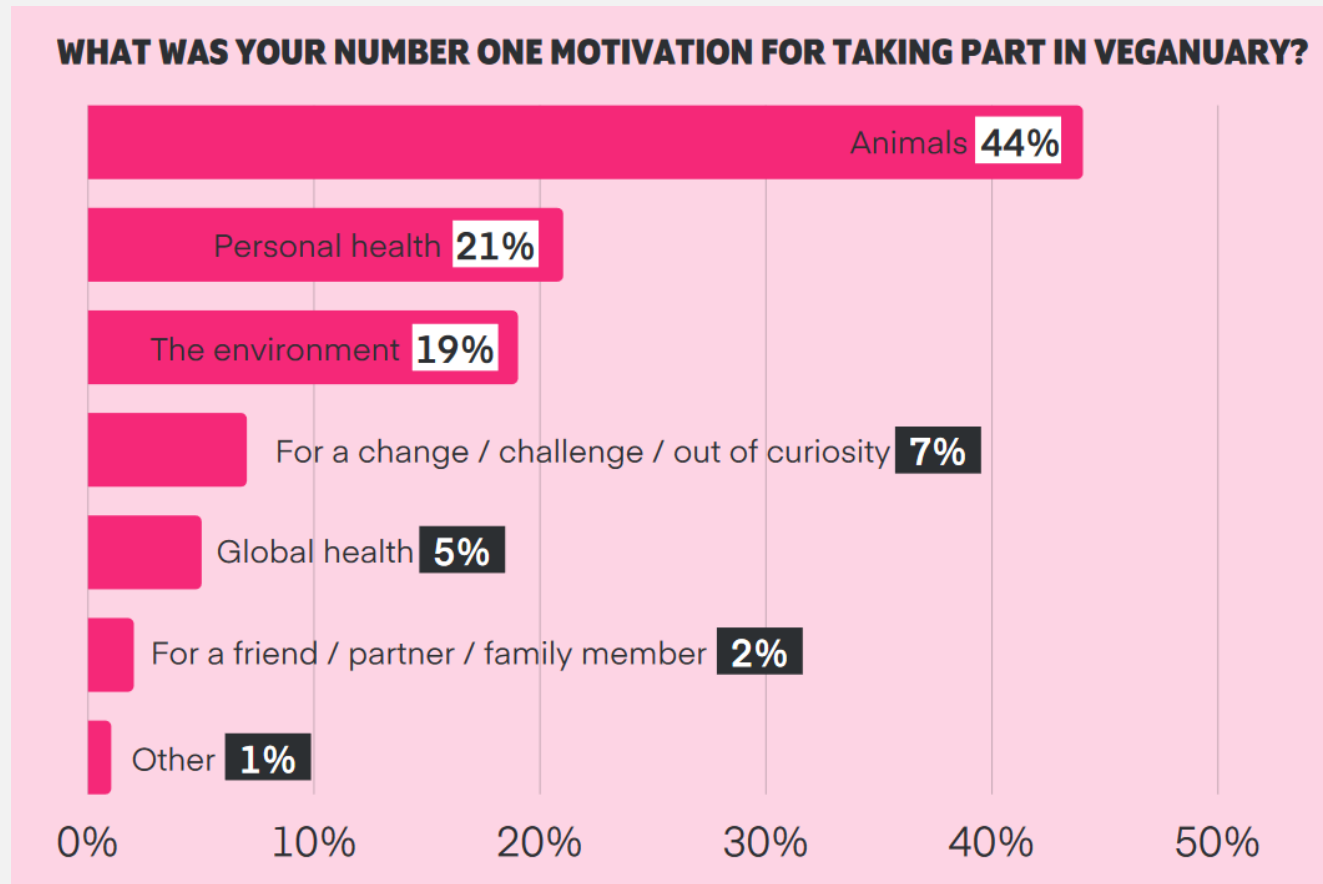 WHAT WAS YOUR NUMBER ONE MOTIVATION FOR TAKING PART IN VEGANUARY?
Animals 44%
Personal health 21%
The environment 19%
For a change / challenge / out of curiosity 7%
Global health 5%
For a friend / partner / family member 2%
Other 1%
0% 10% 20% 30% 40% 50%